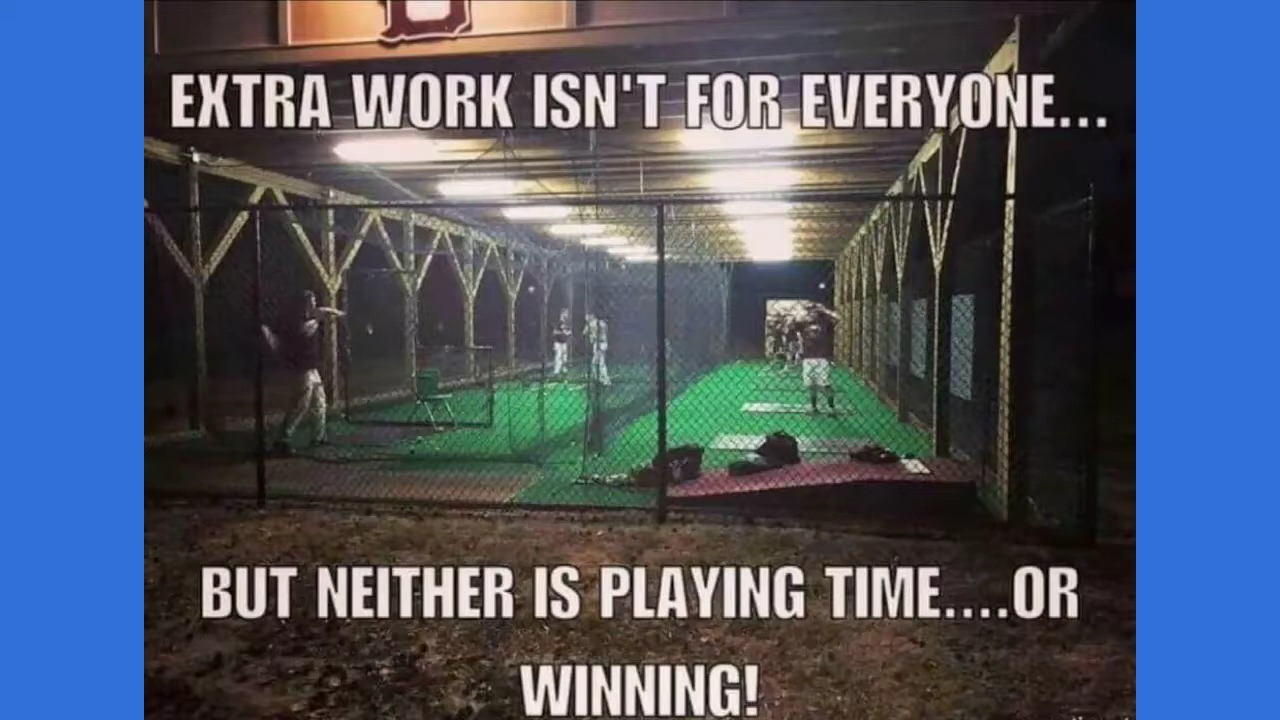 EXTRA WORK ISN'T FOR EVERYONE...
BUT NEITHER IS PLAYING TIME....OR
WINNING!